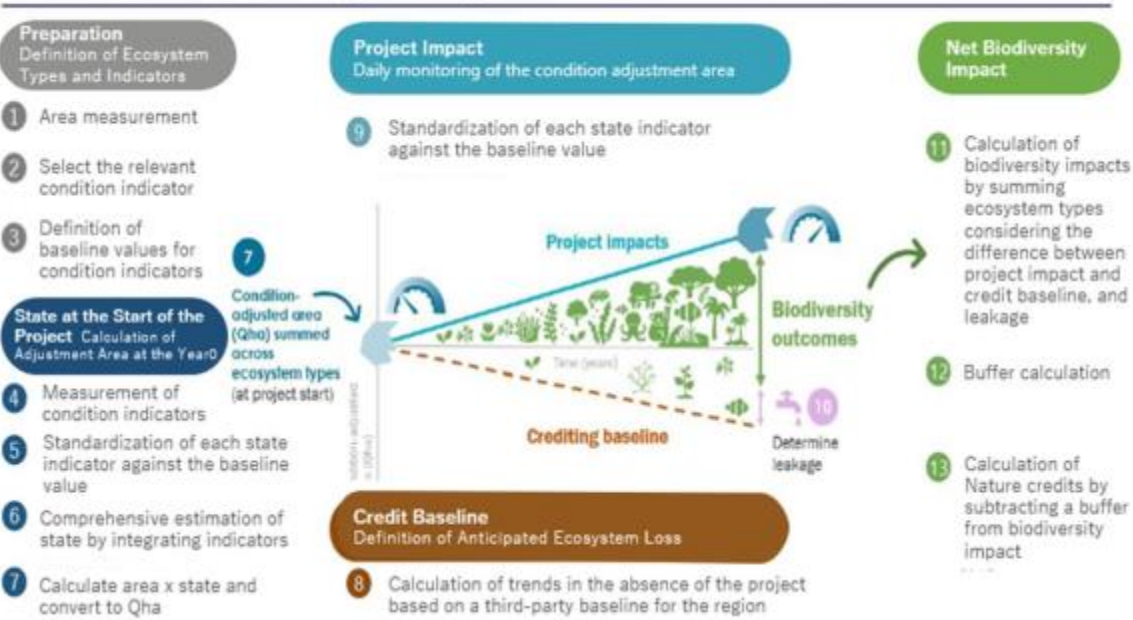 Preparation
Definition of Ecosystem
Types and Indicators
1 Area measurement
2 Select the relevant
condition indicator
3 Definition of
baseline values for
condition indicators
State at the Start of the
Project Calculation of
Adjustment Area at the Year0
4 Measurement of
condition indicators
5 Standardization of each state
indicator against the baseline
value
6 Comprehensive estimation of
state by integrating indicators
7 Calculate area x state and
convert to Qha
7
Condition-
adjusted area
(Qha) summed
across
ecosystem types
(at project start)
Project Impact
Daily monitoring of the condition adjustment area
9 Standardization of each state indicator
against the baseline value
Project impacts
Time (years)
Biodiversity
outcomes
Crediting baseline
10
Determine
leakage
Credit Baseline
Definition of Anticipated Ecosystem Loss
8 Calculation of trends in the absence of the project
based on a third-party baseline for the region
Net Biodiversity
Impact
11 Calculation of
biodiversity impacts
by summing
ecosystem types
considering the
difference between
project impact and
credit baseline, and
leakage
12 Buffer calculation
13 Calculation of
Nature credits by
subtracting a buffer
from biodiversity
impact